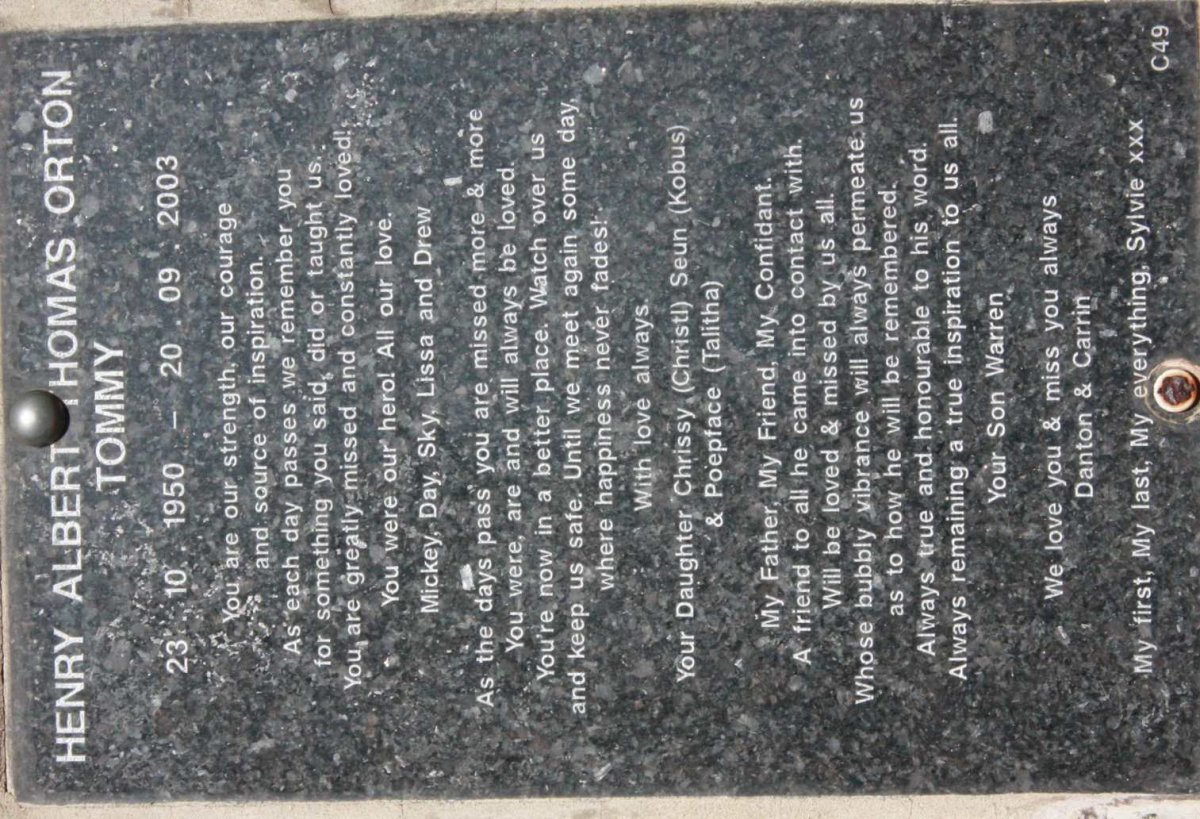 HENRY ALBERT THOMAS ORTON
TOMMY
23 10 1950 – 20 09 2003
You are our strength, our courage
and source of inspiration.
As each day passes we remember you
for something you said, did or taught us.
You are greatly missed and constantly loved!
You were our hero! All our love.
Mickey, Day, Sky, Lissa and Drew
As the days pass you are missed more & more
You were, are and will always be loved.
You're now in a better place. Watch over us
and keep us safe. Until we meet again some day,
where happiness never fades!
With love always
Your Daughter Chrissy (Christl) Seun (Kobus)
& Poepface (Talitha)
My Father, My Friend, My Confidant.
A friend to all he came into contact with.
Will be loved & missed by us all.
Whose bubbly vibrance will always permeate us
as to how he will be remembered.
Always true and honourable to his word.
Always remaining a true inspiration to us all.
Your Son Warren
We love you & miss you always
Danton & Carrin
My first, My last, My everything, Sylvie xxx
C49